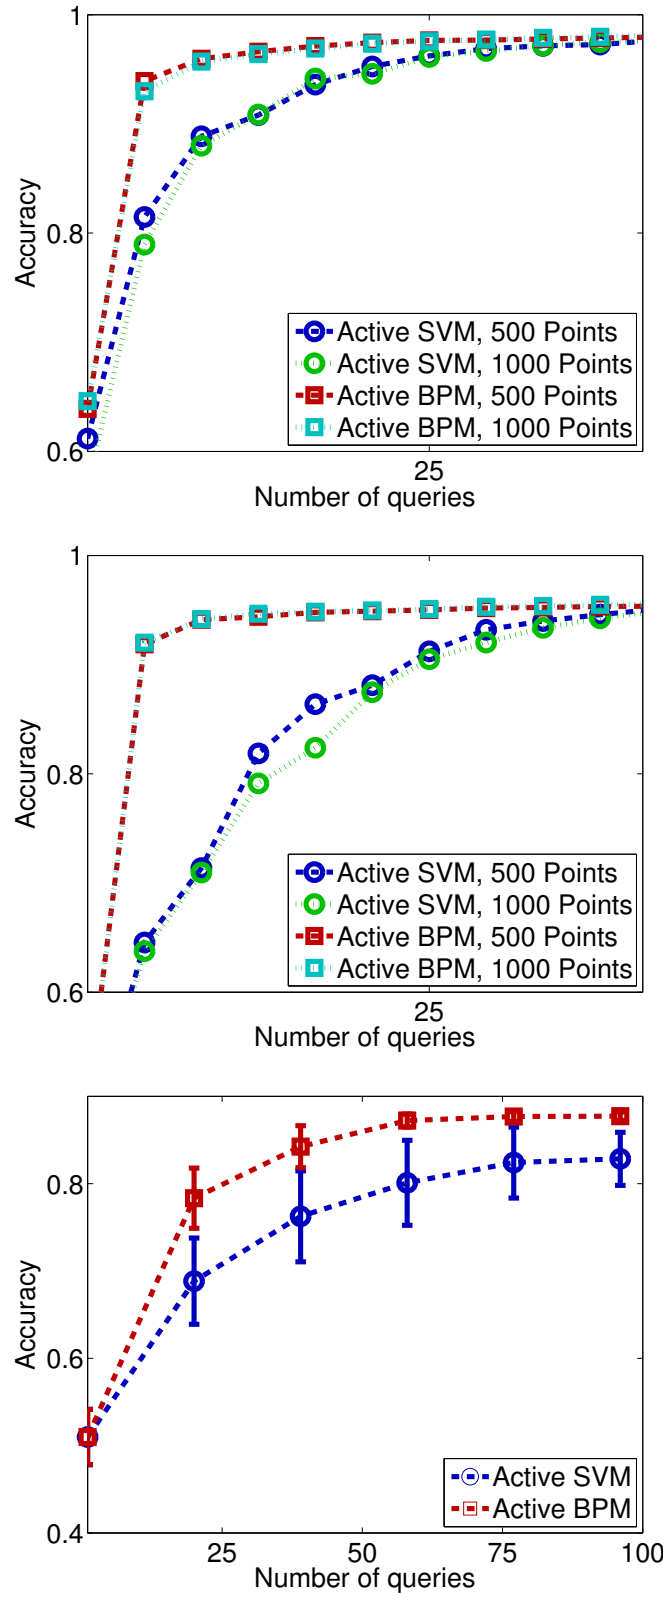 1
0.8
0.6
Accuracy
Active SVM, 500 Points
Active SVM, 1000 Points
Active BPM, 500 Points
Active BPM, 1000 Points
25
Number of queries
1
0.8
0.6
Accuracy
Active SVM, 500 Points
Active SVM, 1000 Points
Active BPM, 500 Points
Active BPM, 1000 Points
25
Number of queries
0.8
0.6
0.4
Accuracy
Active SVM
Active BPM
25 50 75 100
Number of queries